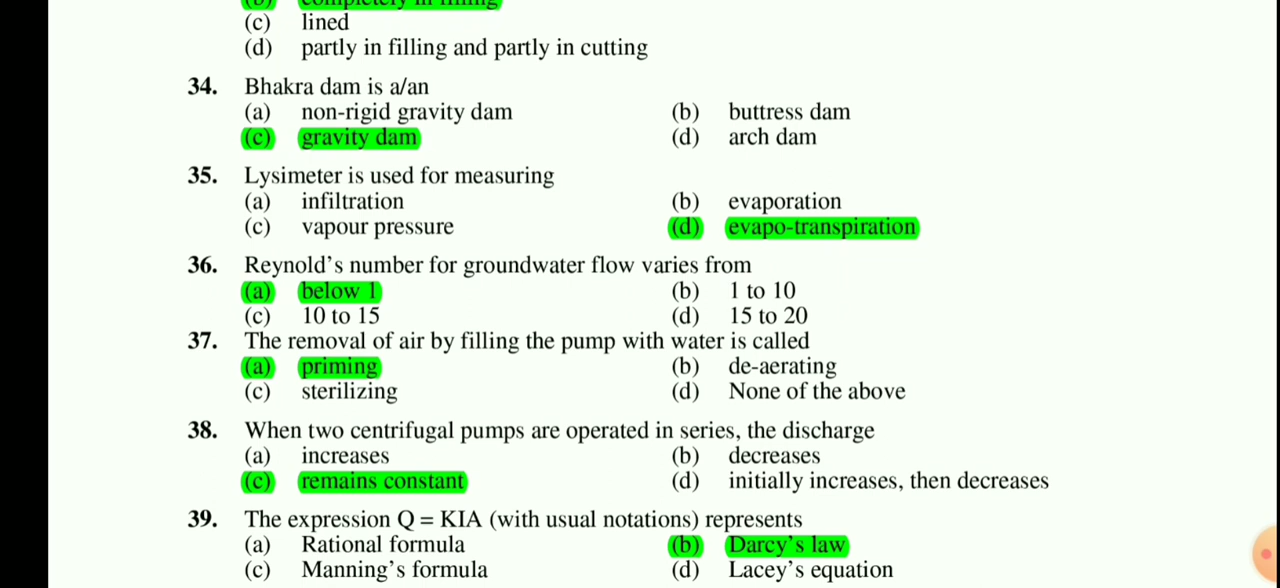 (b) completely in filling
(c) lined
(d) partly in filling and partly in cutting
34. Bhakra dam is a/an
(a) non-rigid gravity dam (b) buttress dam
(c) gravity dam (d) arch dam
35. Lysimeter is used for measuring
(a) infiltration (b) evaporation
(c) vapour pressure (d) evapo-transpiration
36. Reynold’s number for groundwater flow varies from
(a) below 1 (b) 1 to 10
(c) 10 to 15 (d) 15 to 20
37. The removal of air by filling the pump with water is called
(a) priming (b) de-aerating
(c) sterilizing (d) None of the above
38. When two centrifugal pumps are operated in series, the discharge
(a) increases (b) decreases
(c) remains constant (d) initially increases, then decreases
39. The expression Q = KIA (with usual notations) represents
(a) Rational formula (b) Darcy’s law
(c) Manning’s formula (d) Lacey’s equation